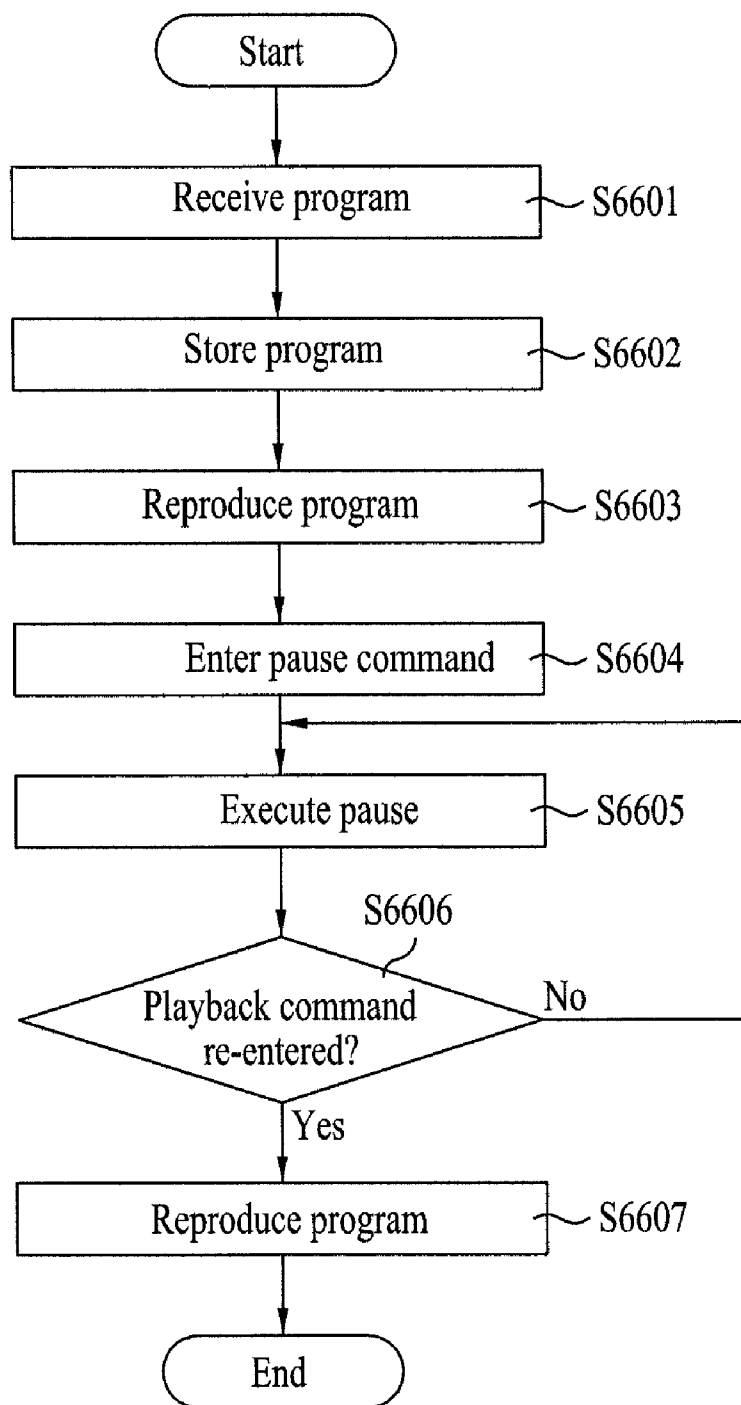 Start
Receive program
S6601
Store program
S6602
Reproduce program
S6603
Enter pause command
S6604
Execute pause
S6605
S6606
Playback command
re-entered?
No
Yes
Reproduce program
S6607
End